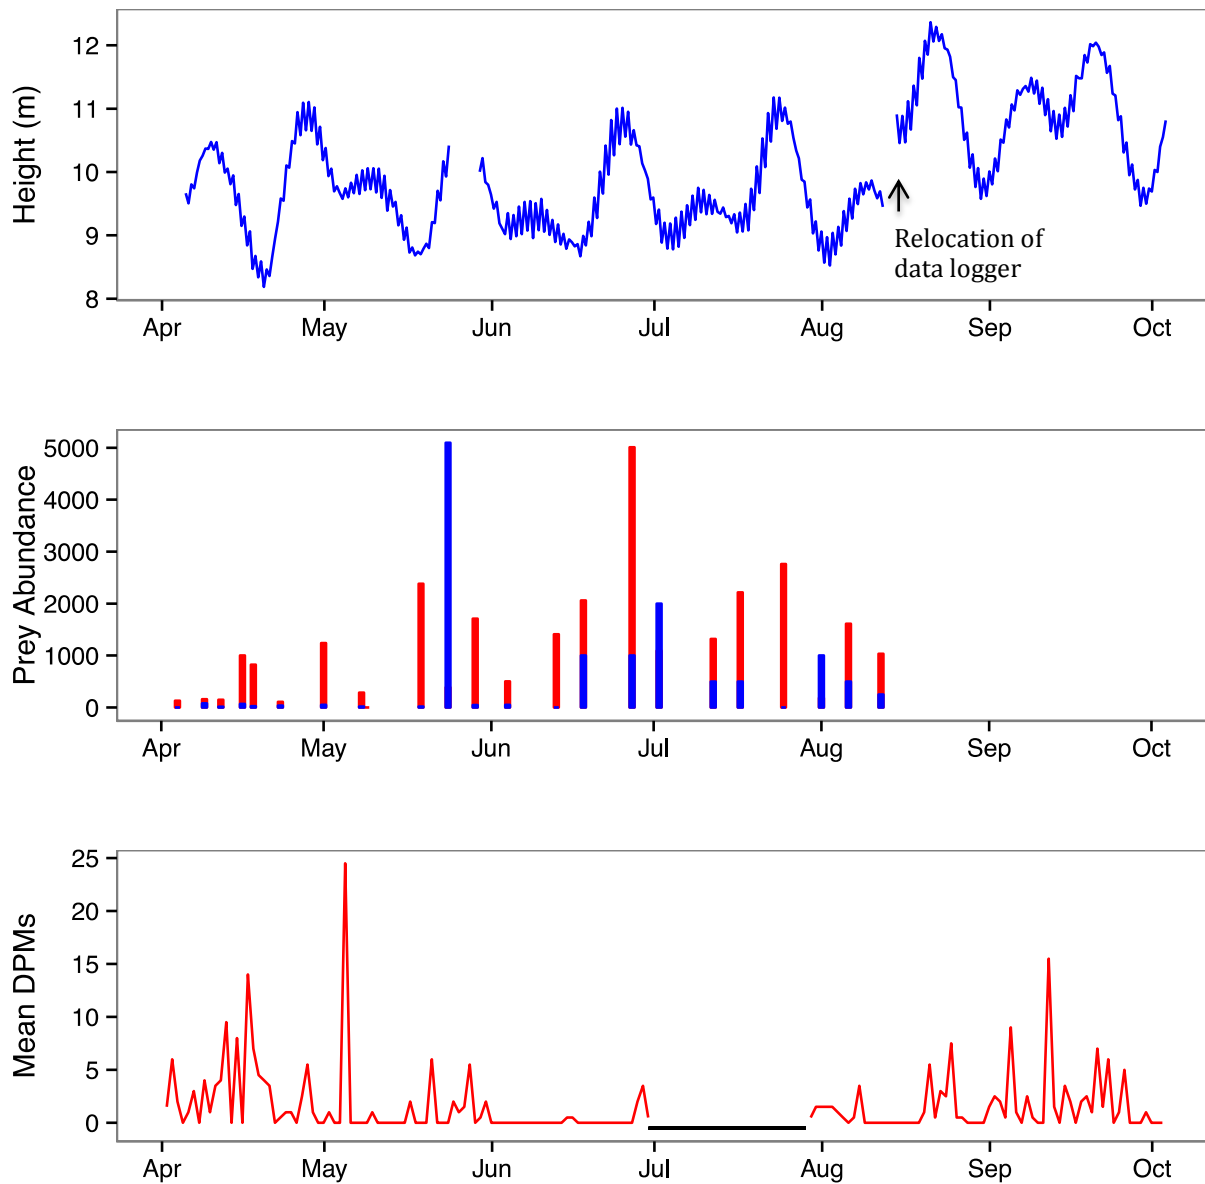 Height (m)
12
11
10
9
8
Relocation of
data logger
Apr May Jun Jul Aug Sep Oct
Prey Abundance
5000
4000
3000
2000
1000
0
Apr May Jun Jul Aug Sep Oct
Mean DPMs
25
20
15
10
5
0
Apr May Jun Jul Aug Sep Oct